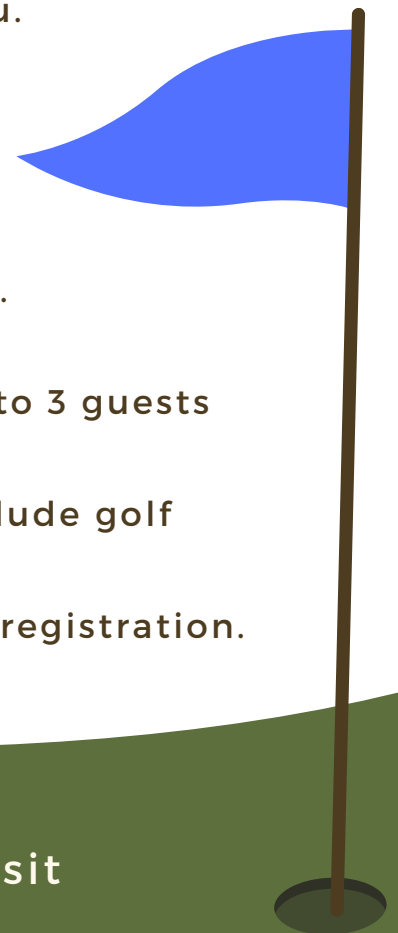 u.
.
to 3 guests
lude golf
registration.
sit